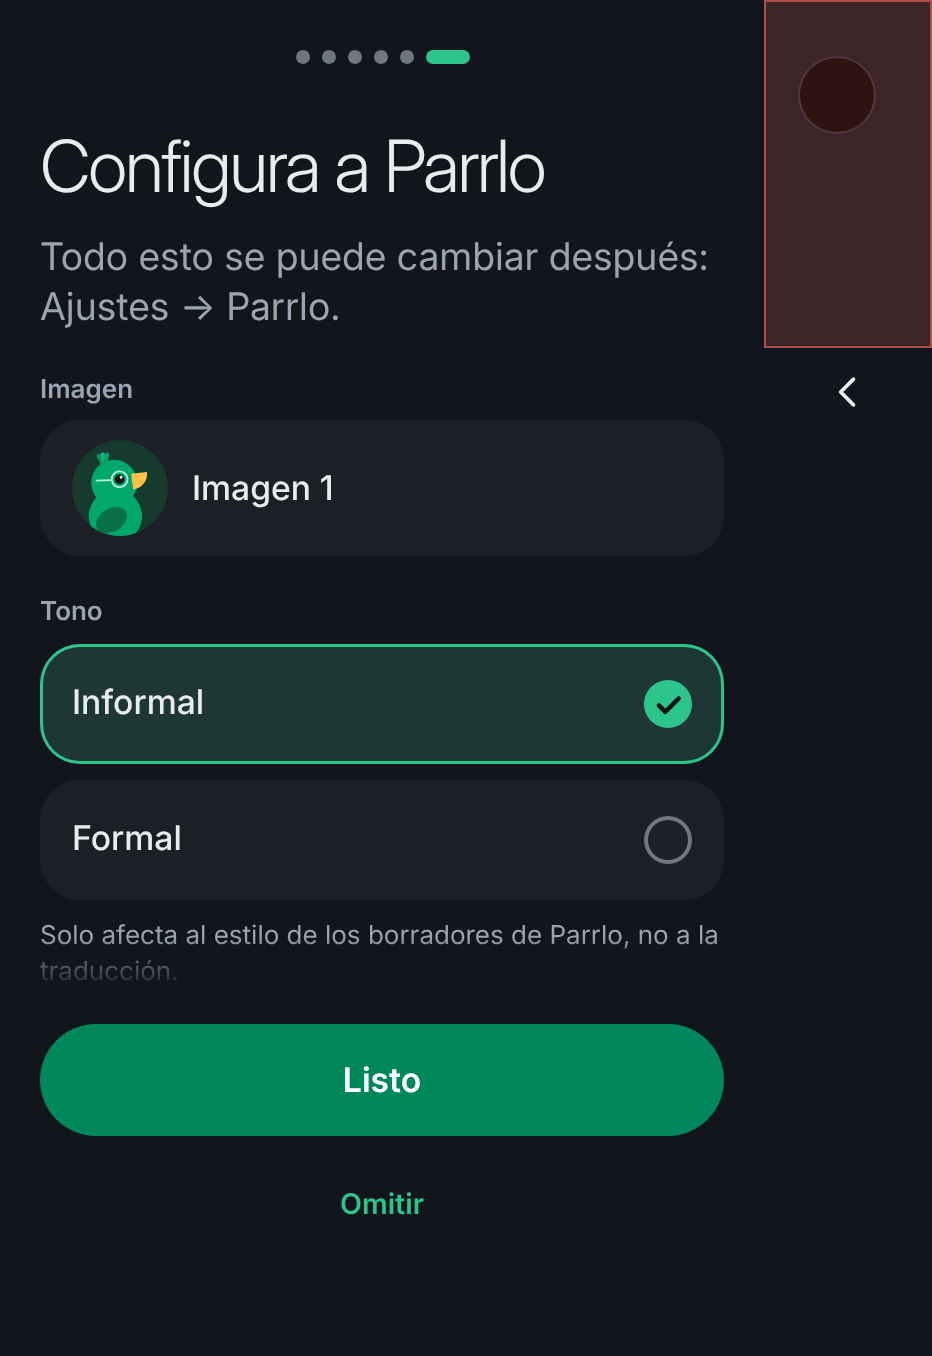 Configura a Parrlo
Todo esto se puede cambiar después:
Ajustes → Parrlo.
Imagen
Imagen 1
Tono
Informal
Formal
Solo afecta al estilo de los borradores de Parrlo, no a la
traducción.
Listo
Omitir